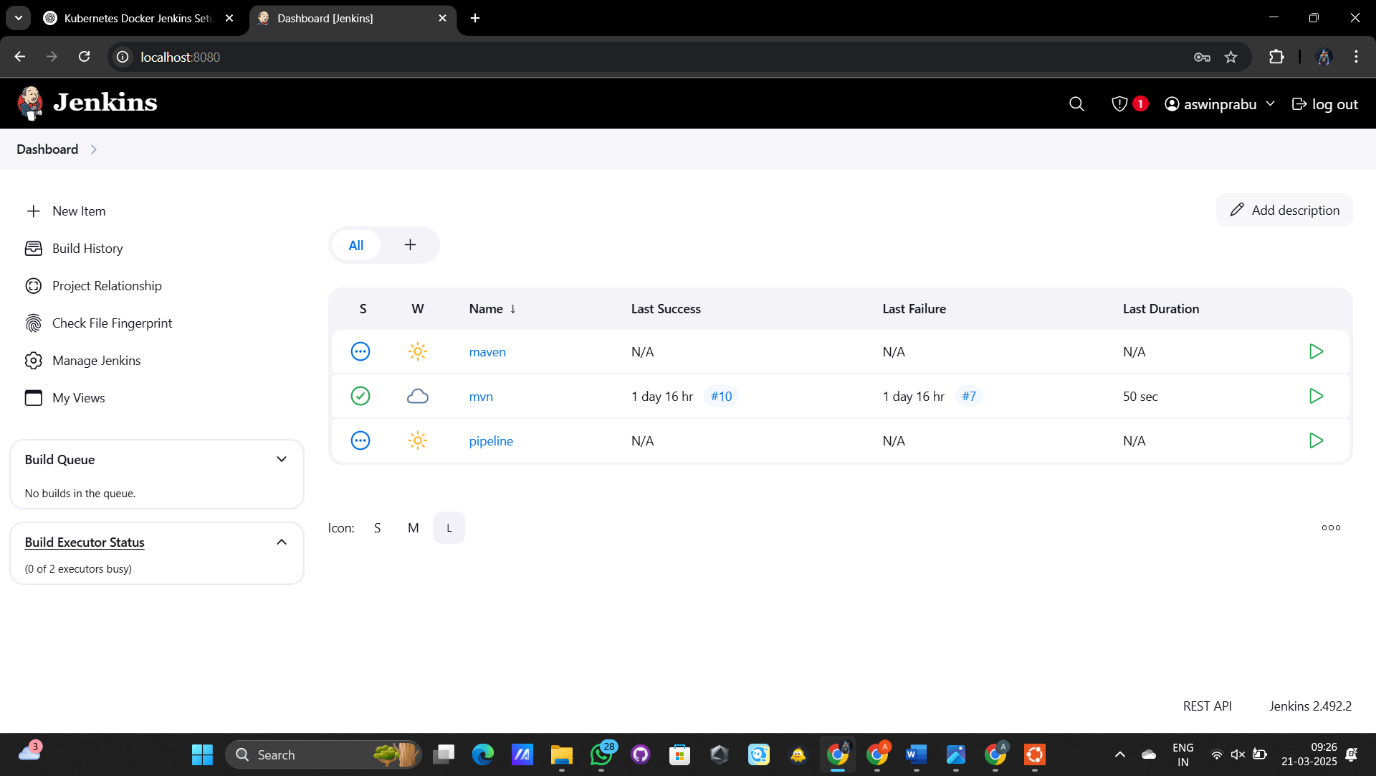 Kubernetes Docker Jenkins Setu
Dashboard [Jenkins]
localhost:8080
Jenkins
1
aswinprabu
log out
Dashboard
New Item
Build History
Project Relationship
Check File Fingerprint
Manage Jenkins
My Views
Add description
All
S W Name ↓ Last Success Last Failure Last Duration
maven N/A N/A N/A
mvn 1 day 16 hr #10 1 day 16 hr #7 50 sec
pipeline N/A N/A N/A
Build Queue
No builds in the queue.
Build Executor Status
(0 of 2 executors busy)
Icon: S M L
REST API Jenkins 2.492.2
3
Search
28
A
A
ENG
IN
09:26
21-03-2025